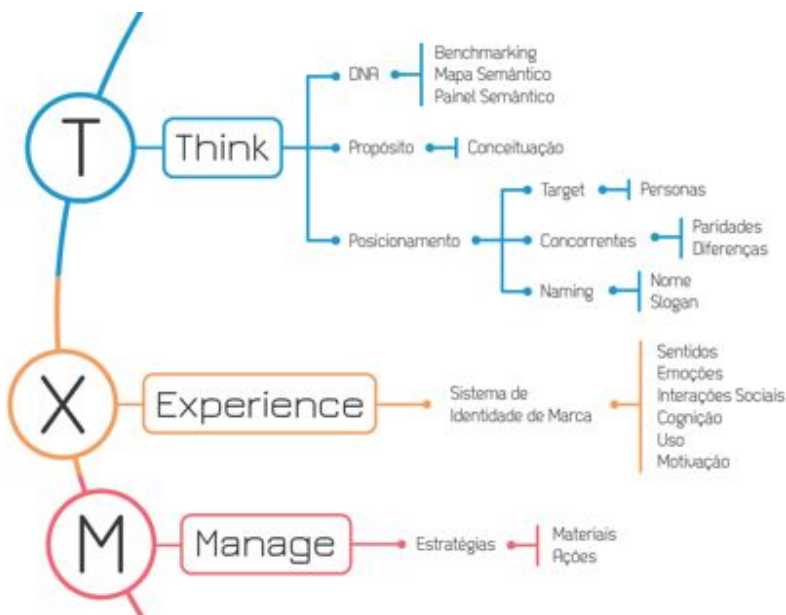 T
Think
DNA
Benchmarking
Mapa Semântico
Painel Semântico
Propósito
Conceituação
Posicionamento
Target
Personas
Concorrentes
Paridades
Diferenças
Naming
Nome
Slogan
X
Experience
Sistema de
Identidade de Marca
Sentidos
Emoções
Interações Sociais
Cognição
Uso
Motivação
M
Manage
Estratégias
Materiais
Ações